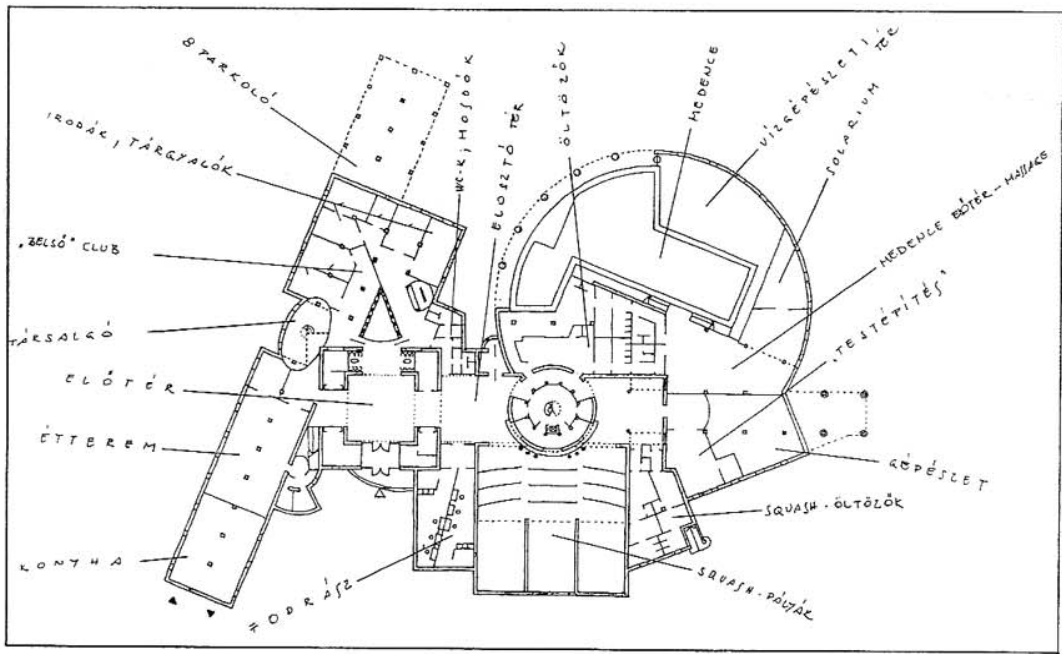 8 PARKOLÓ
IRODÁK, TÁRGYALÓK
„BELSŐ” CLUB
TÁRSALGÓ
ELŐTÉR
ÉTTEREM
KONYHA
FODRÁSZ
WC-K, MOSDÓK
ELOSZTÓ TÉR
ÖLTÖZŐK
MEDENCE
VÍZGÉPÉSZETI TÉR
SOLARIUM
MEDENCE ELŐTÉR-MASSAGE
„TESTÉPÍTÉS”
GÉPÉSZET
SQUASH-ÖLTÖZŐK
SQUASH-PÁLYÁK